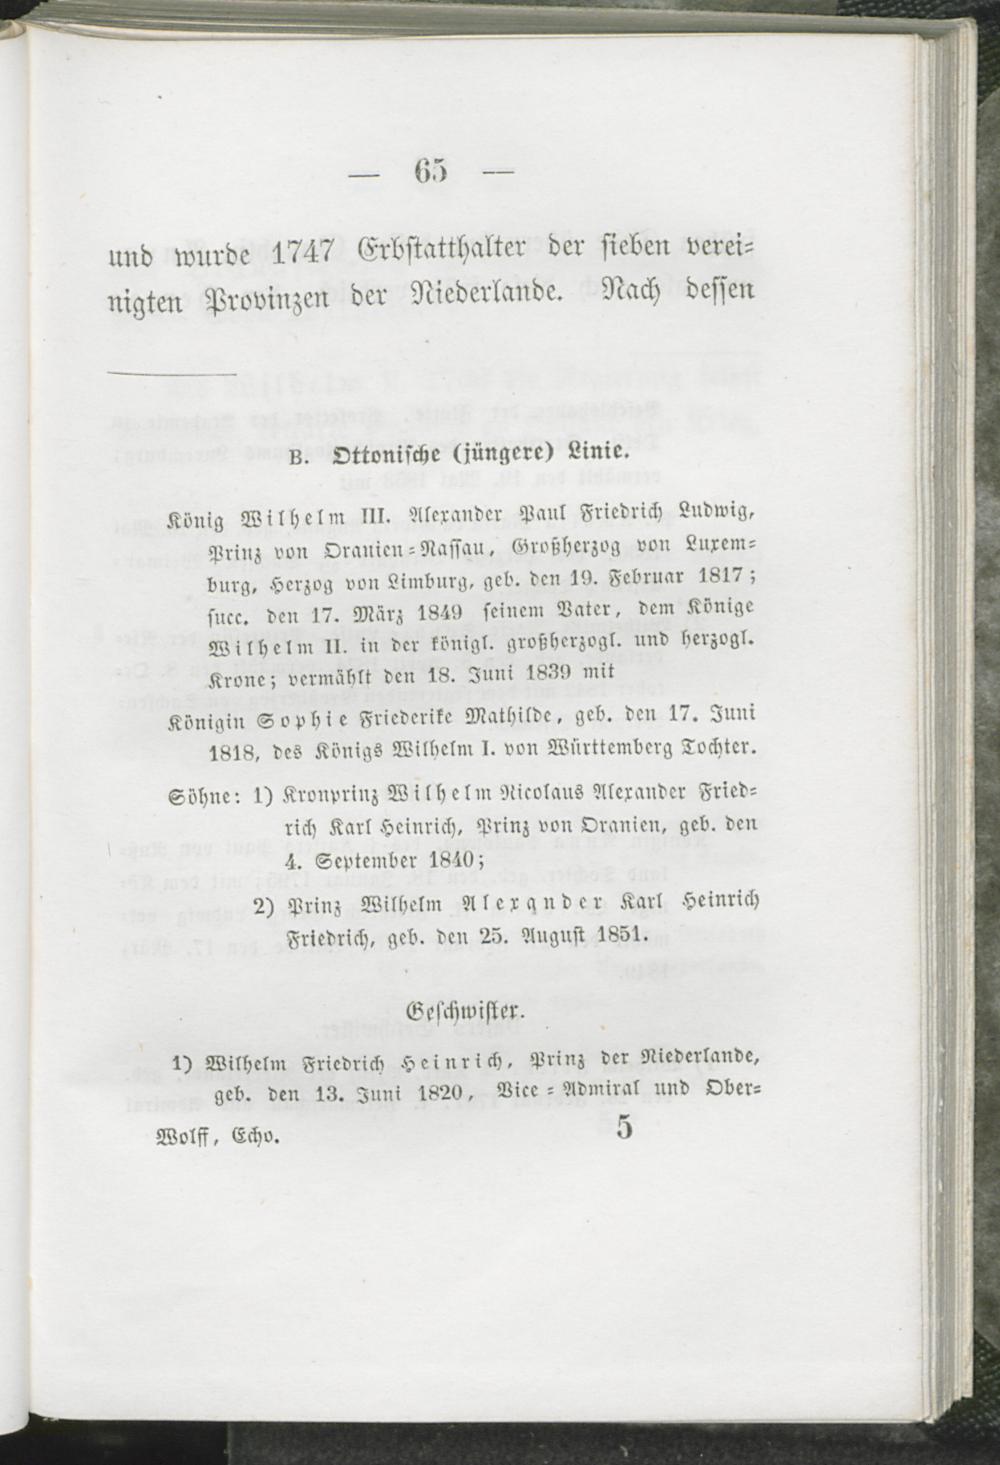 — 65 —
und wurde 1747 Erbstatthalter der sieben verei=
nigten Provinzen der Niederlande. Nach dessen
B. Ottonische (jüngere) Linie.
König Wilhelm III. Alexander Paul Friedrich Ludwig,
Prinz von Oranien=Nassau, Großherzog von Luxem=
burg, Herzog von Limburg, geb. den 19. Februar 1817;
succ. den 17. März 1849 seinem Vater, dem Könige
Wilhelm II. in der königl. großherzogl. und herzogl.
Krone; vermählt den 18. Juni 1839 mit
Königin Sophie Friederike Mathilde, geb. den 17. Juni
1818, des Königs Wilhelm I. von Württemberg Tochter.
Söhne: 1) Kronprinz Wilhelm Nicolaus Alexander Fried=
rich Karl Heinrich, Prinz von Oranien, geb. den
4. September 1840;
2) Prinz Wilhelm Alexander Karl Heinrich
Friedrich, geb. den 25. August 1851.
Geschwister.
1) Wilhelm Friedrich Heinrich, Prinz der Niederlande,
geb. den 13. Juni 1820, Vice=Admiral und Ober=
Wolff, Echo. 5